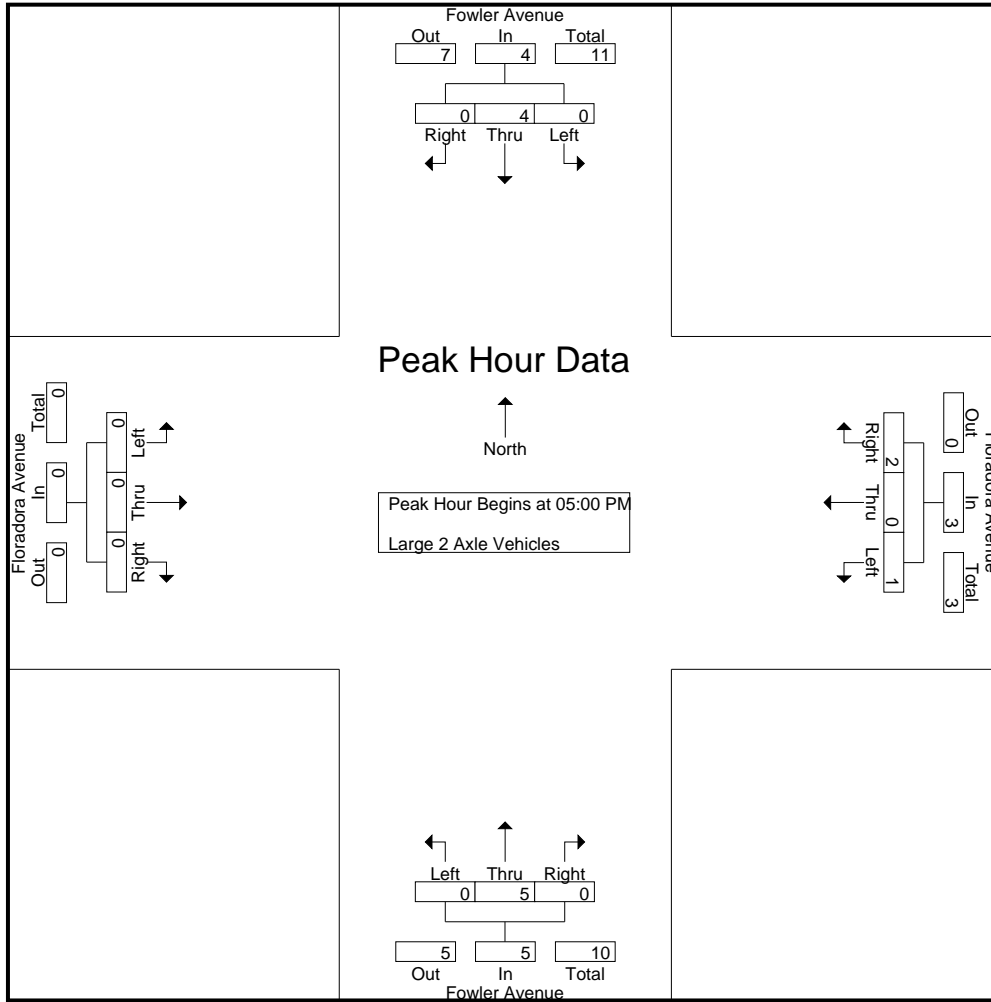 Fowler Avenue
Out In Total
7 4 11
0 4 0
Right Thru Left
Peak Hour Data
North
Peak Hour Begins at 05:00 PM
Large 2 Axle Vehicles
Floradora Avenue
Out In Total
0 0 0
Right Thru Left
0 0 0
Floradora Avenue
Out In Total
0 3 3
Right Thru Left
2 0 1
Left Thru Right
0 5 0
5 5 10
Out In Total
Fowler Avenue